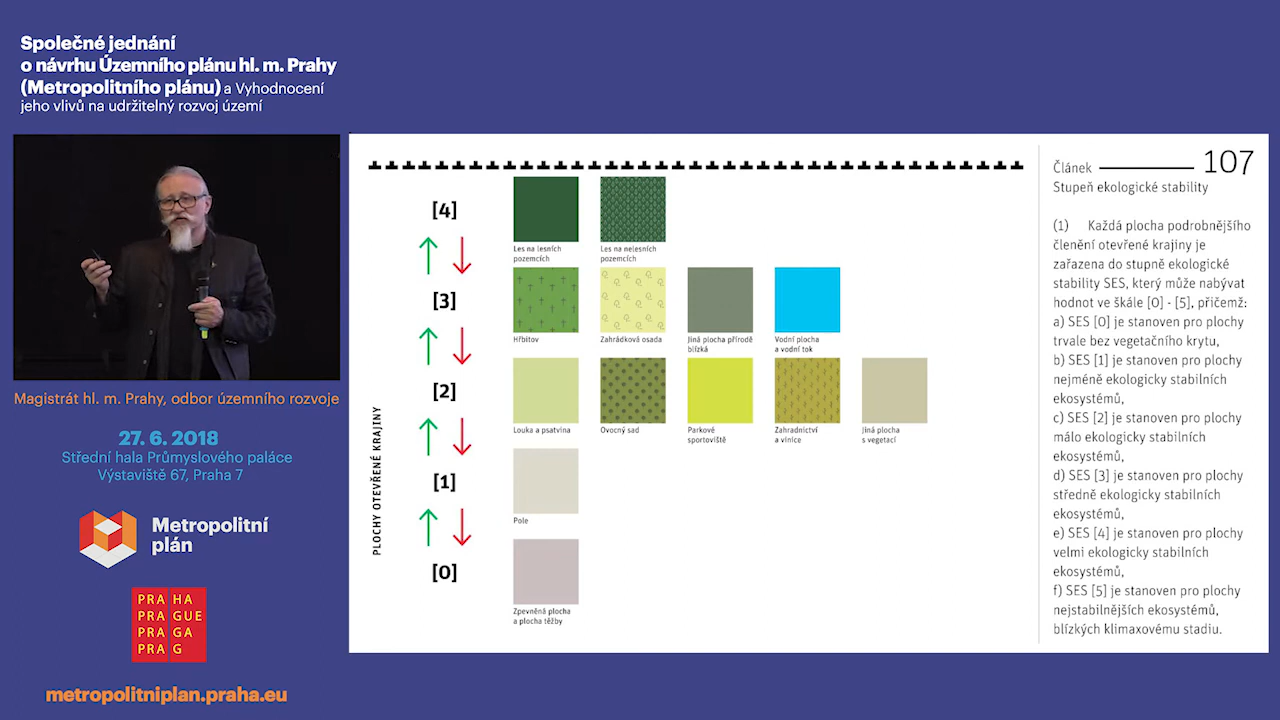 Společné jednání
o návrhu Územního plánu hl. m. Prahy
(Metropolitního plánu) a Vyhodnocení
jeho vlivů na udržitelný rozvoj území
Magistrát hl. m. Prahy, odbor územního rozvoje
27. 6. 2018
Střední hala Průmyslového paláce
Výstaviště 67, Praha 7
Metropolitní
plán
PRA HA
PRA GUE
PRA GA
PRA G
metropolitniplan.praha.eu
PLOCHY OTEVŘENÉ KRAJINY
[4]
Les na lesních
pozemcích
Les na nelesních
pozemcích
[3]
Hřbitov
Zahrádková osada
Jiná plocha přírodě
blízká
Vodní plocha
a vodní tok
[2]
Louka a psatvina
Ovocný sad
Parkové
sportoviště
Zahradnictví
a vinice
Jiná plocha
s vegetací
[1]
Pole
[0]
Zpevněná plocha
a plocha těžby
Článek 107
Stupeň ekologické stability
(1) Každá plocha podrobnějšího
členění otevřené krajiny je
zařazena do stupně ekologické
stability SES, který může nabývat
hodnot ve škále [0] - [5], přičemž:
a) SES [0] je stanoven pro plochy
trvale bez vegetačního krytu,
b) SES [1] je stanoven pro plochy
nejméně ekologicky stabilních
ekosystémů,
c) SES [2] je stanoven pro plochy
málo ekologicky stabilních
ekosystémů,
d) SES [3] je stanoven pro plochy
středně ekologicky stabilních
ekosystémů,
e) SES [4] je stanoven pro plochy
velmi ekologicky stabilních
ekosystémů,
f) SES [5] je stanoven pro plochy
nejstabilnějších ekosystémů,
blízkých klimaxovému stadiu.